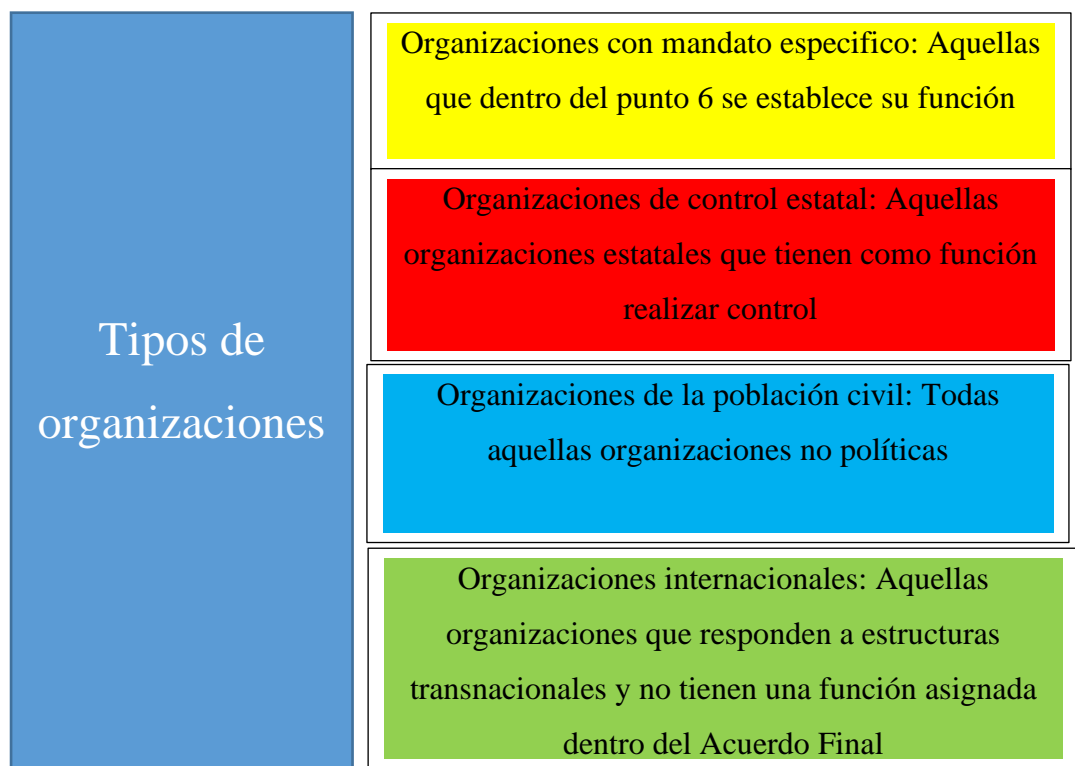 Tipos de
organizaciones
Organizaciones con mandato especifico: Aquellas
que dentro del punto 6 se establece su función
Organizaciones de control estatal: Aquellas
organizaciones estatales que tienen como función
realizar control
Organizaciones de la población civil: Todas
aquellas organizaciones no políticas
Organizaciones internacionales: Aquellas
organizaciones que responden a estructuras
transnacionales y no tienen una función asignada
dentro del Acuerdo Final